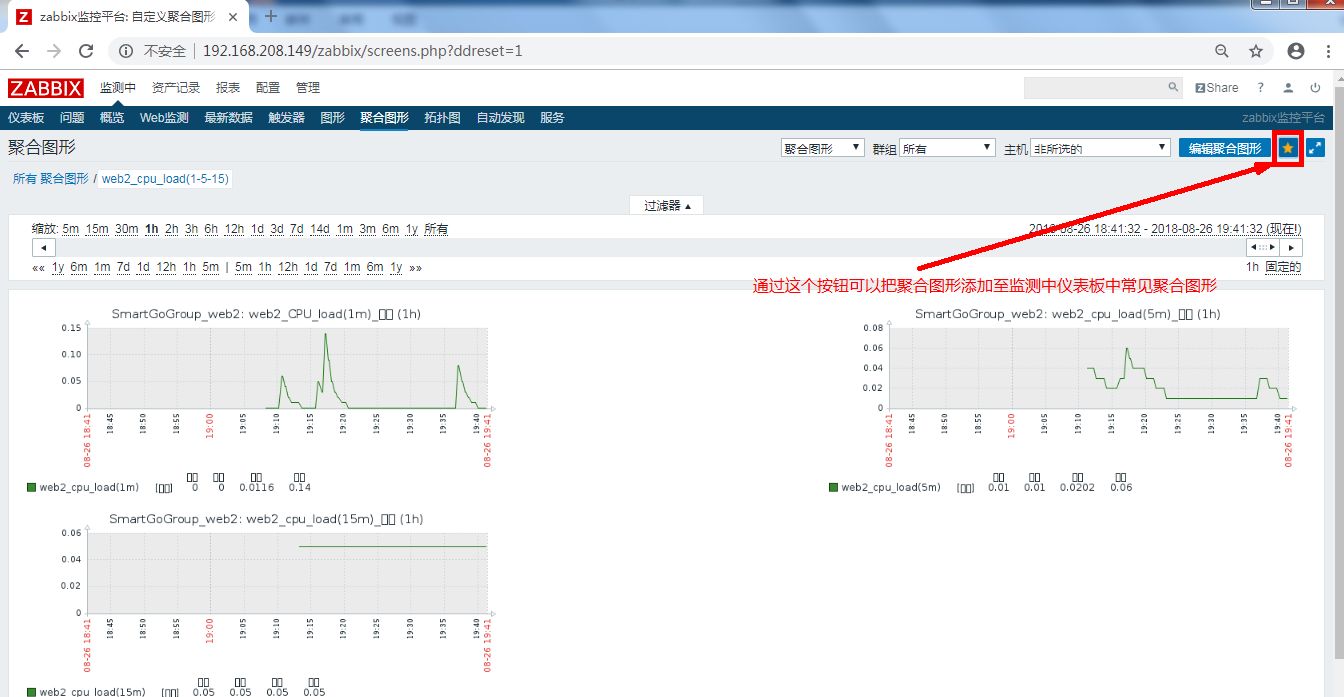 zabbix监控平台: 自定义聚合图形
不安全 192.168.208.149/zabbix/screens.php?ddreset=1
ZABBIX 监测中 资产记录 报表 配置 管理 Share ?
仪表板 问题 概览 Web监测 最新数据 触发器 图形 聚合图形 拓扑图 自动发现 服务 zabbix监控平台
聚合图形 聚合图形 群组 所有 主机 非所选的 编辑聚合图形
所有 聚合图形 / web2_cpu_load(1-5-15)
过滤器
缩放: 5m 15m 30m 1h 2h 3h 6h 12h 1d 3d 7d 14d 1m 3m 6m 1y 所有 2018-08-26 18:41:32 - 2018-08-26 19:41:32 (现在!)
«« 1y 6m 1m 7d 1d 12h 1h 5m | 5m 1h 12h 1d 7d 1m 6m 1y »» 1h 固定的
通过这个按钮可以把聚合图形添加至监测中仪表板中常见聚合图形
SmartGoGroup_web2: web2_CPU_load(1m)_ (1h)
0.15
0.10
0.05
0
08-26 18:41 18:45 18:50 18:55 19:00 19:05 19:10 19:15 19:20 19:25 19:30 19:35 19:40 08-26 19:41
web2_cpu_load(1m) [] 0 0 0.0116 0.14
SmartGoGroup_web2: web2_cpu_load(5m)_ (1h)
0.08
0.06
0.04
0.02
0
08-26 18:41 18:45 18:50 18:55 19:00 19:05 19:10 19:15 19:20 19:25 19:30 19:35 19:40 08-26 19:41
web2_cpu_load(5m) [] 0.01 0.01 0.0202 0.06
SmartGoGroup_web2: web2_cpu_load(15m)_ (1h)
0.06
0.04
0.02
0
08-26 18:41 18:45 18:50 18:55 19:00 19:05 19:10 19:15 19:20 19:25 19:30 19:35 19:40 08-26 19:41
web2_cpu_load(15m) [] 0.05 0.05 0.05 0.05